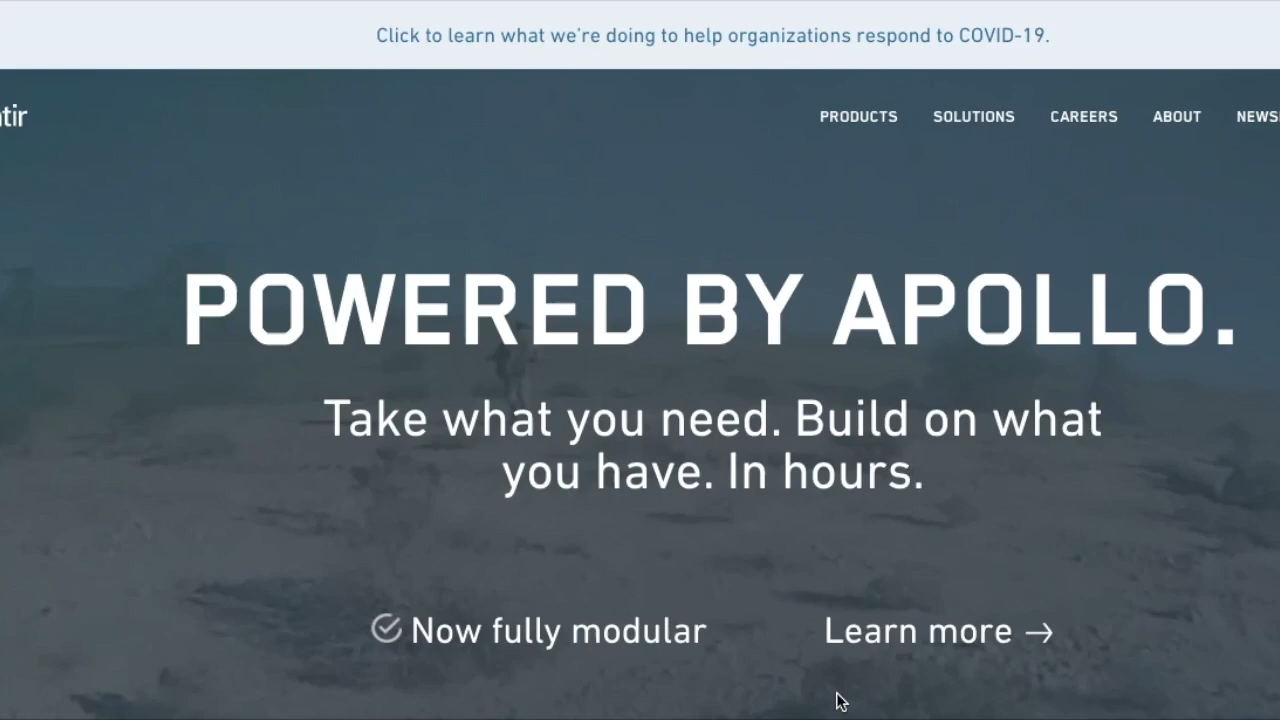 Click to learn what we're doing to help organizations respond to COVID-19.
tir
PRODUCTS SOLUTIONS CAREERS ABOUT NEWS
POWERED BY APOLLO.
Take what you need. Build on what
you have. In hours.
Now fully modular Learn more →